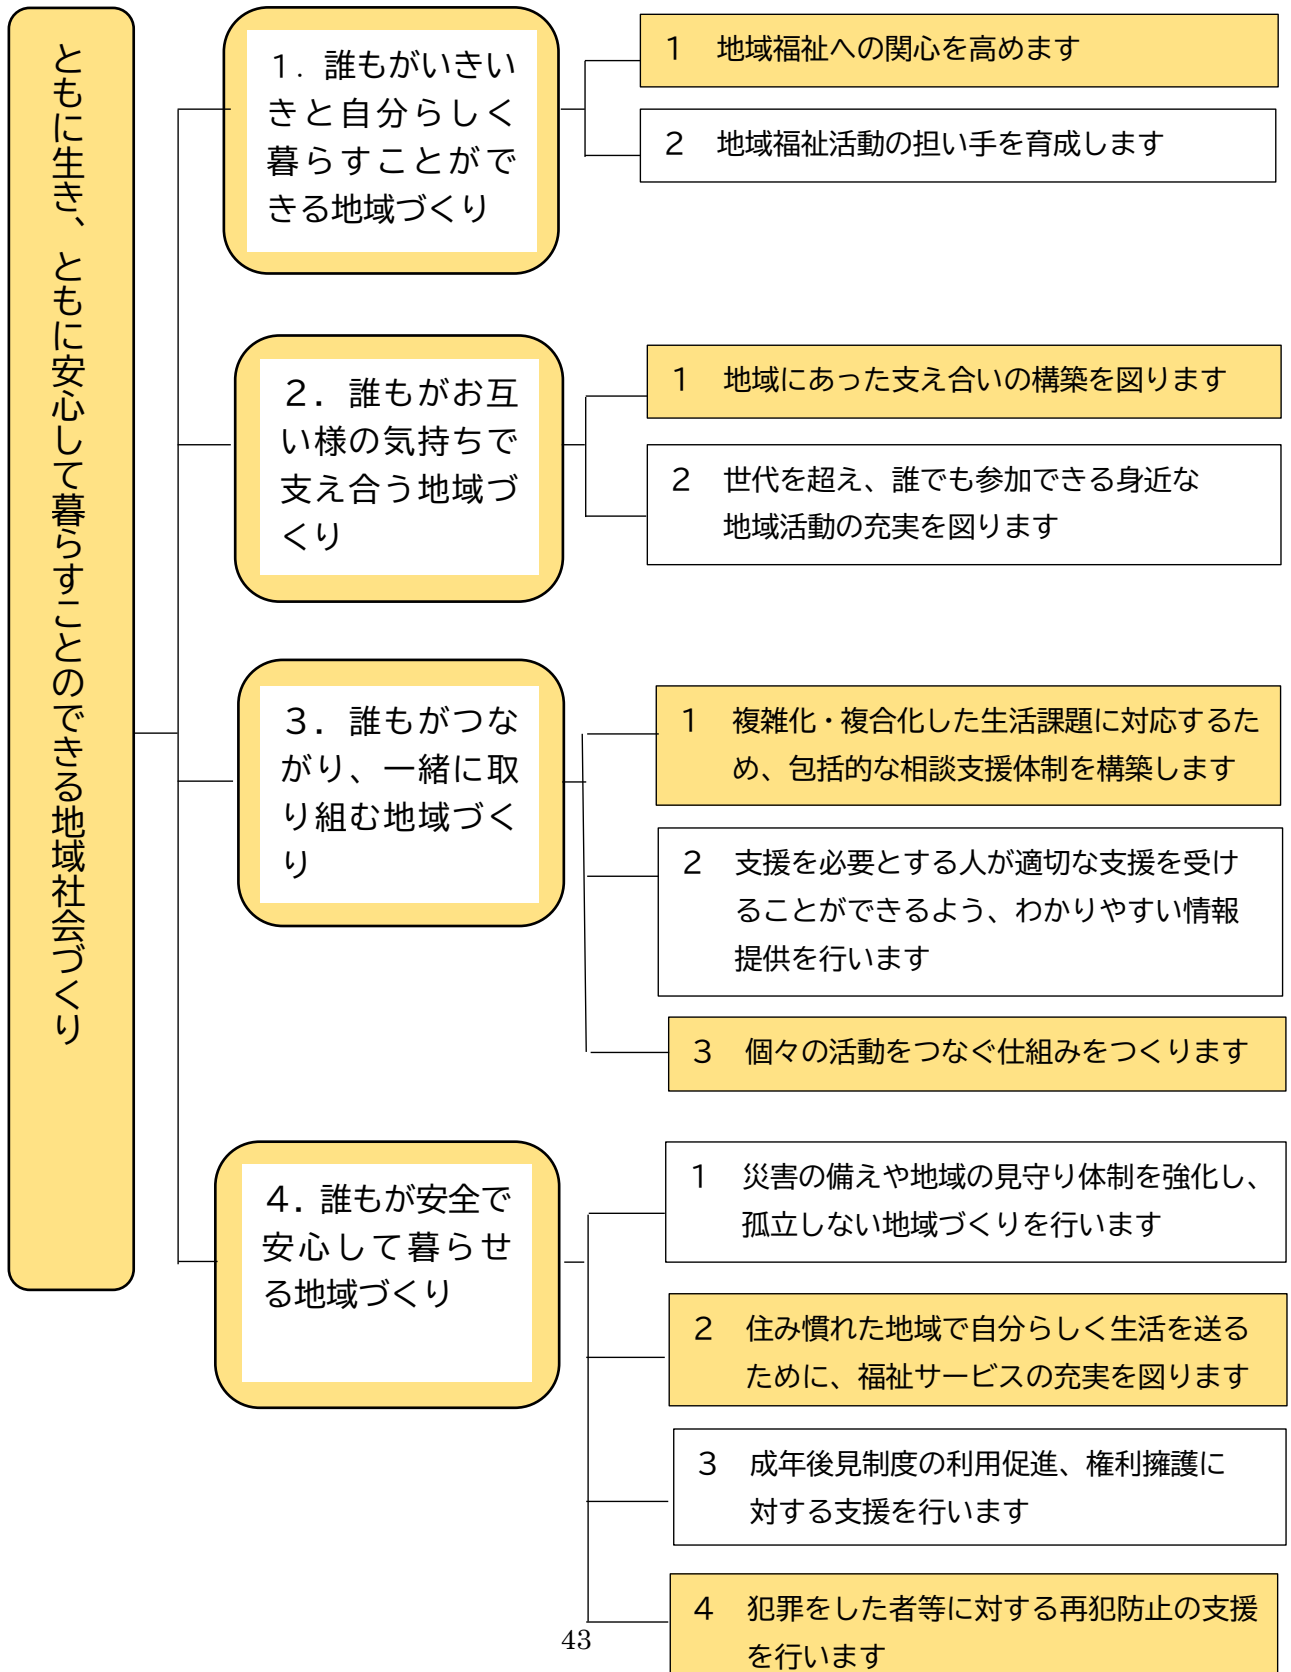 ともに生き、ともに安心して暮らすことのできる地域社会づくり
１．誰もがいきい
きと自分らしく
暮らすことがで
きる地域づくり
１　地域福祉への関心を高めます
２　地域福祉活動の担い手を育成します
２．誰もがお互
い様の気持ちで
支え合う地域づ
くり
１　地域にあった支え合いの構築を図ります
２　世代を超え、誰でも参加できる身近な
地域活動の充実を図ります
３．誰もがつな
がり、一緒に取
り組む地域づく
り
１　複雑化・複合化した生活課題に対応するた
め、包括的な相談支援体制を構築します
２　支援を必要とする人が適切な支援を受け
ることができるよう、わかりやすい情報
提供を行います
３　個々の活動をつなぐ仕組みをつくります
４．誰もが安全で
安心して暮らせ
る地域づくり
１　災害の備えや地域の見守り体制を強化し、
孤立しない地域づくりを行います
２　住み慣れた地域で自分らしく生活を送る
ために、福祉サービスの充実を図ります
３　成年後見制度の利用促進、権利擁護に
対する支援を行います
４　犯罪をした者等に対する再犯防止の支援
を行います
43